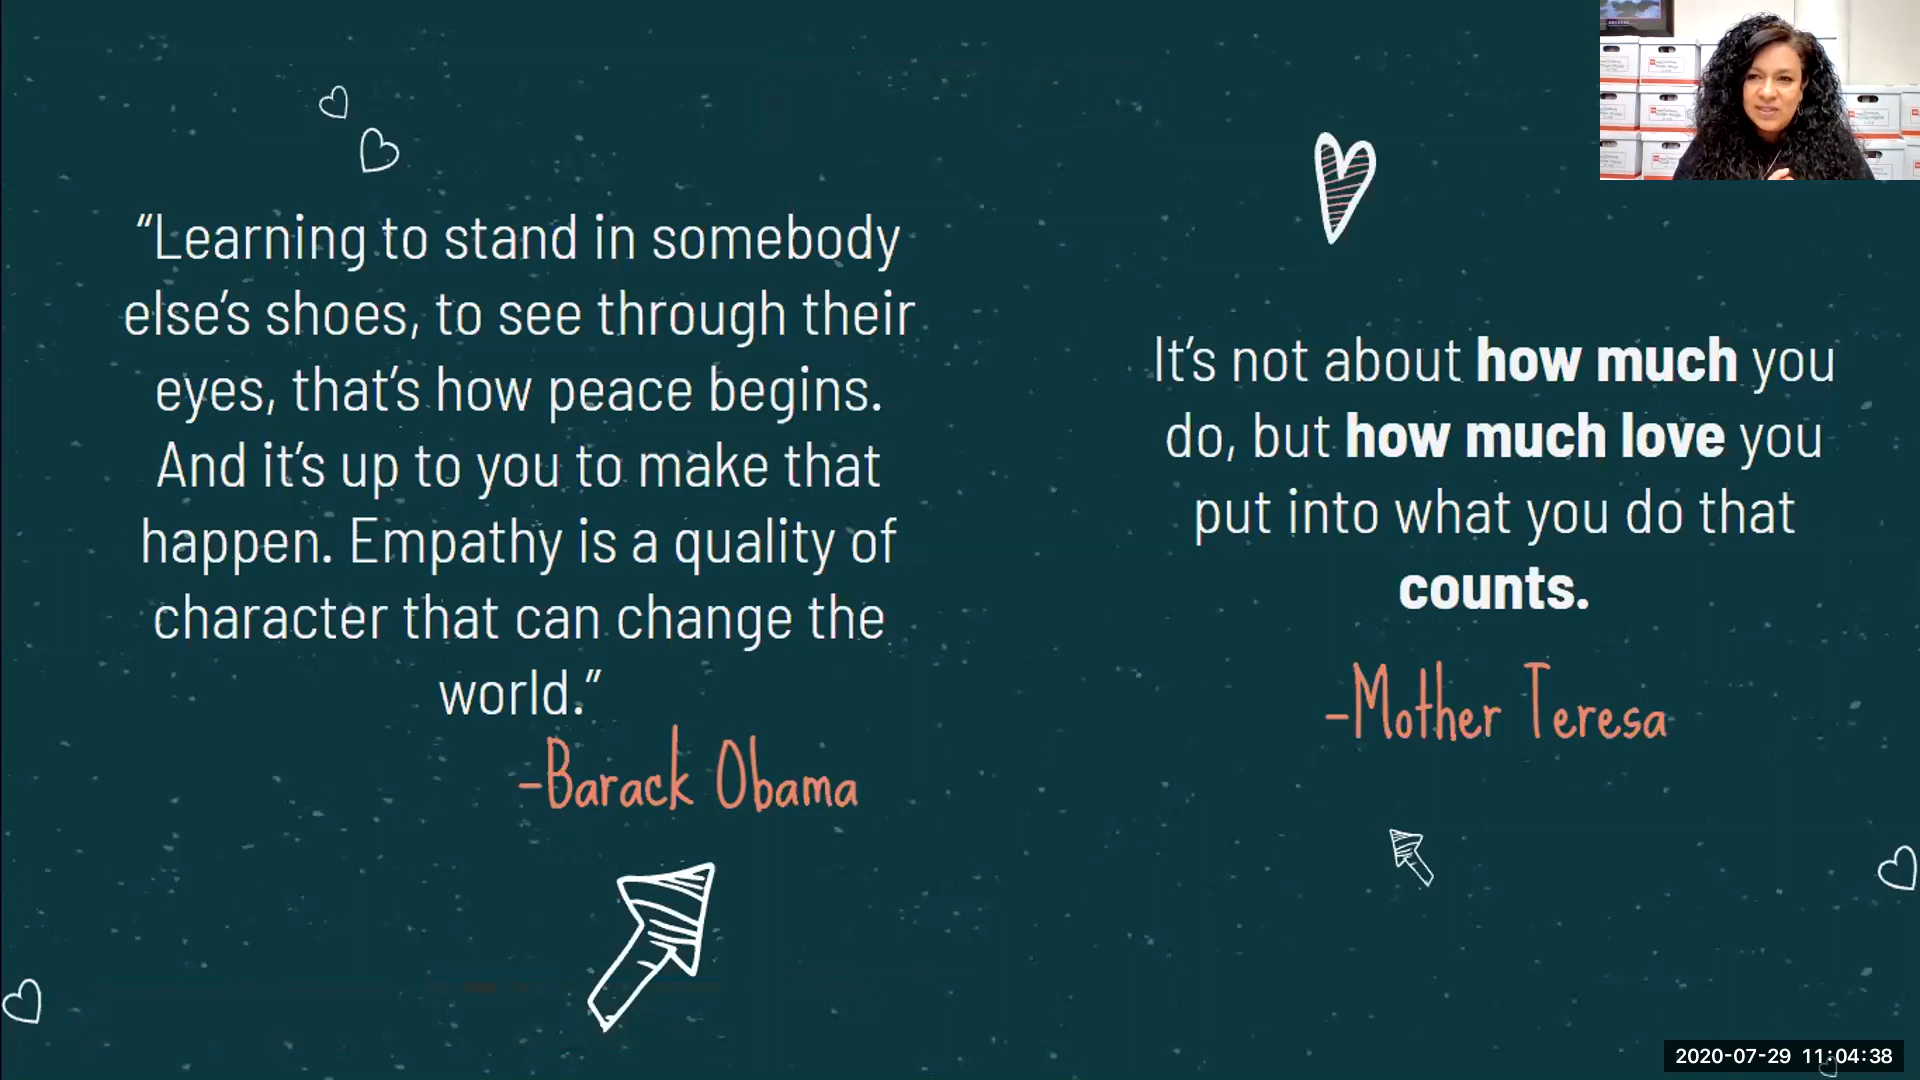 “Learning to stand in somebody
else’s shoes, to see through their
eyes, that’s how peace begins.
And it’s up to you to make that
happen. Empathy is a quality of
character that can change the
world.”
-Barack Obama
It’s not about how much you
do, but how much love you
put into what you do that
counts.
-Mother Teresa
2020-07-29 11:04:38